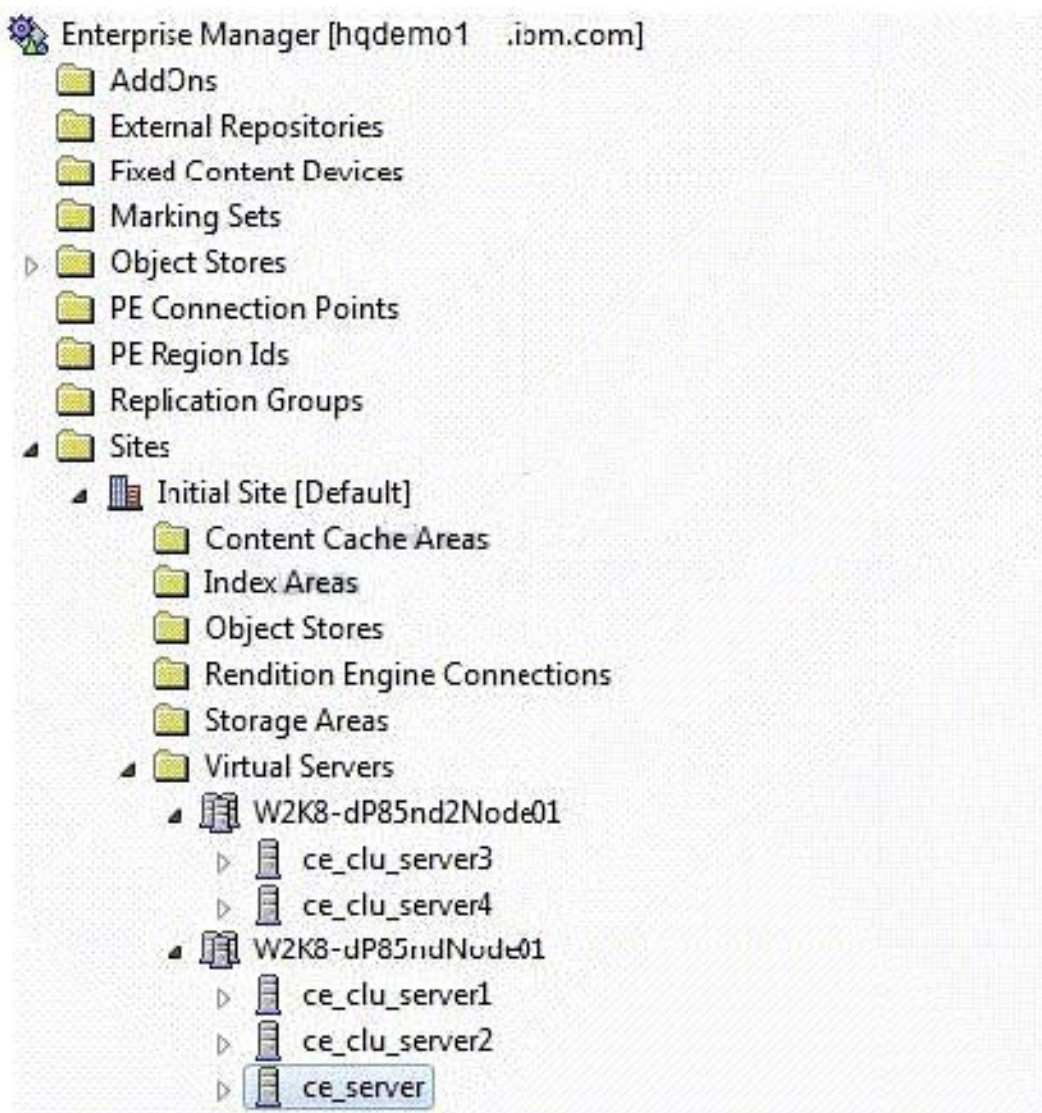 Enterprise Manager [hqdemo1 .ibm.com]
AddOns
External Repositories
Fixed Content Devices
Marking Sets
Object Stores
PE Connection Points
PE Region Ids
Replication Groups
Sites
Initial Site [Default]
Content Cache Areas
Index Areas
Object Stores
Rendition Engine Connections
Storage Areas
Virtual Servers
W2K8-dP85nd2Node01
ce_clu_server3
ce_clu_server4
W2K8-dP85ndNode01
ce_clu_server1
ce_clu_server2
ce_server